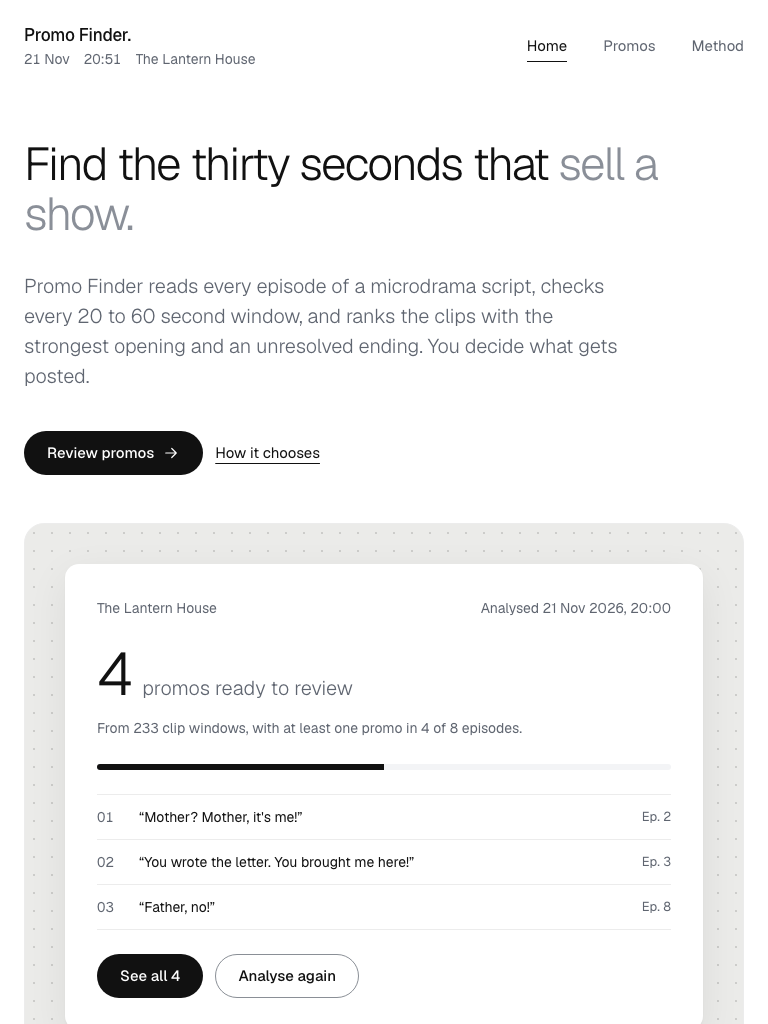 Promo Finder.
21 Nov 20:51 The Lantern House
Home Promos Method
Find the thirty seconds that sell a
show.
Promo Finder reads every episode of a microdrama script, checks
every 20 to 60 second window, and ranks the clips with the
strongest opening and an unresolved ending. You decide what gets
posted.
Review promos → How it chooses
The Lantern House Analysed 21 Nov 2026, 20:00
4 promos ready to review
From 233 clip windows, with at least one promo in 4 of 8 episodes.
01 “Mother? Mother, it's me!” Ep. 2
02 “You wrote the letter. You brought me here!” Ep. 3
03 “Father, no!” Ep. 8
See all 4 Analyse again